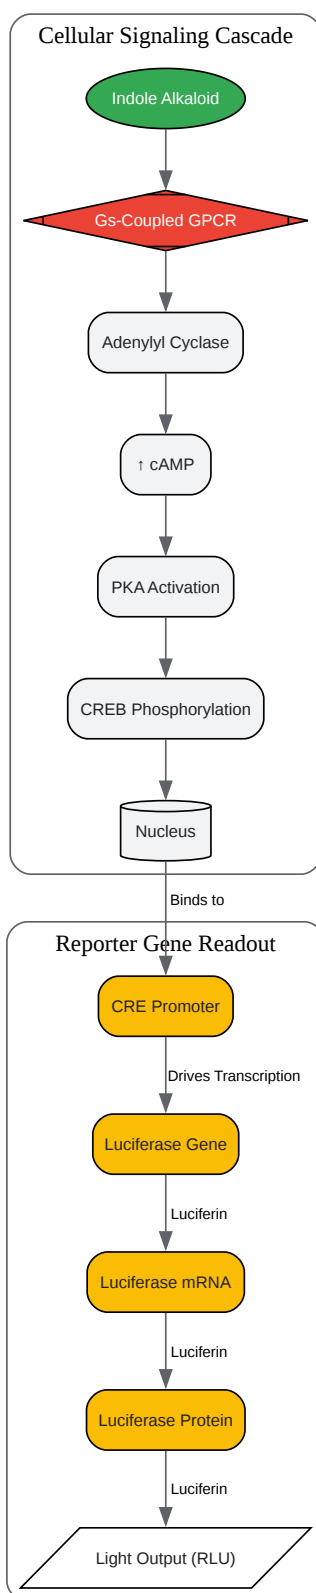 Cellular Signaling Cascade
Indole Alkaloid
Gs-Coupled GPCR
Adenylyl Cyclase
↑ cAMP
PKA Activation
CREB Phosphorylation
Nucleus
Binds to
Reporter Gene Readout
CRE Promoter
Drives Transcription
Luciferase Gene
Luciferin
Luciferase mRNA
Luciferin
Luciferase Protein
Luciferin
Light Output (RLU)